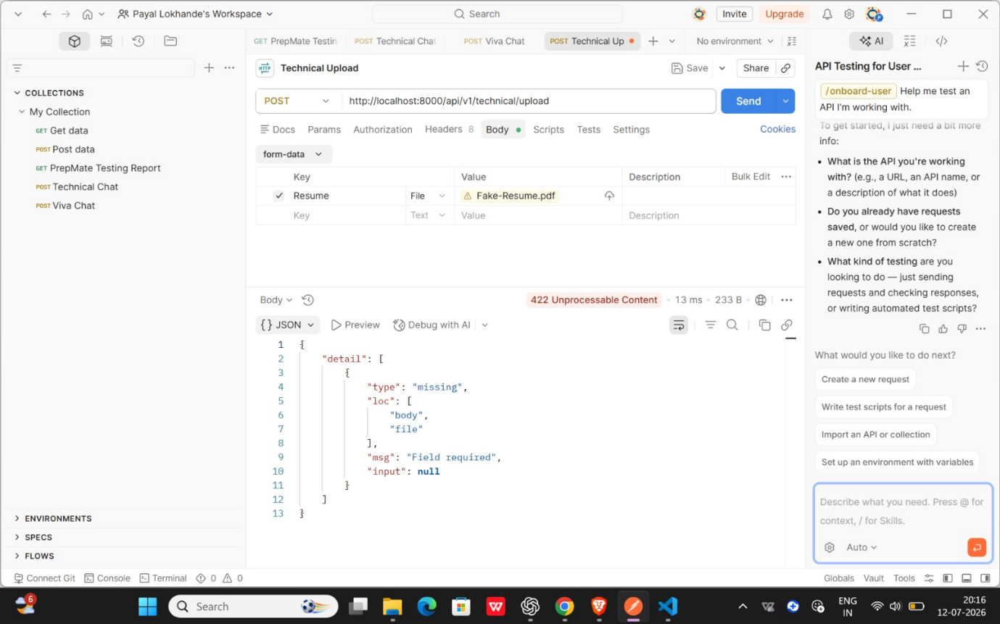 Payal Lokhande's Workspace
Search
Invite
Upgrade
GET PrepMate Testin
POST Technical Cha
POST Viva Chat
POST Technical Up
No environment
AI
HTTP Technical Upload
Save
Share
API Testing for User ...
COLLECTIONS
My Collection
GET Get data
POST Post data
GET PrepMate Testing Report
POST Technical Chat
POST Viva Chat
ENVIRONMENTS
SPECS
FLOWS
POST http://localhost:8000/api/v1/technical/upload
Send
Docs Params Authorization Headers 8 Body Scripts Tests Settings
Cookies
form-data
Key Value Description Bulk Edit
Resume File Fake-Resume.pdf
Key Text Value Description
Body
422 Unprocessable Content • 13 ms • 233 B
{} JSON Preview Debug with AI
1 {
2 "detail": [
3 {
4 "type": "missing",
5 "loc": [
6 "body",
7 "file"
8 ],
9 "msg": "Field required",
10 "input": null
11 }
12 ]
13 }
/onboard-user Help me test an
API I'm working with.
To get started, I just need a bit more
info:
• What is the API you're working
with? (e.g., a URL, an API name, or
a description of what it does)
• Do you already have requests
saved, or would you like to create
a new one from scratch?
• What kind of testing are you
looking to do — just sending
requests and checking responses,
or writing automated test scripts?
What would you like to do next?
Create a new request
Write test scripts for a request
Import an API or collection
Set up an environment with variables
Describe what you need. Press @ for
context, / for Skills.
Auto
Connect Git Console Terminal 0 0
Globals Vault Tools
6
Search
ENG
IN
20:16
12-07-2026